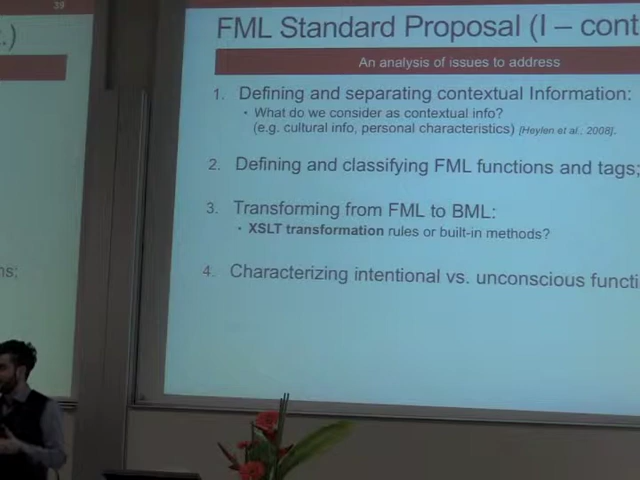 39
.)
ns;
FML Standard Proposal (I – cont
An analysis of issues to address
1. Defining and separating contextual Information:
• What do we consider as contextual info?
(e.g. cultural info, personal characteristics) [Heylen et al., 2008].
2. Defining and classifying FML functions and tags;
3. Transforming from FML to BML:
• XSLT transformation rules or built-in methods?
4. Characterizing intentional vs. unconscious functi